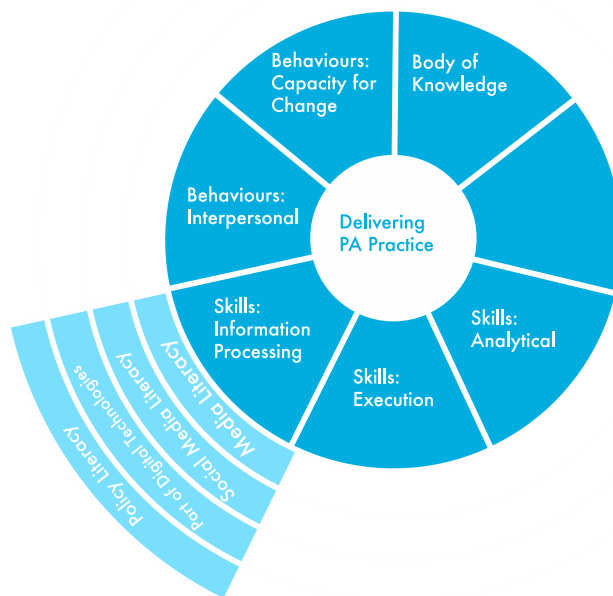 Behaviours:
Capacity for
Change
Body of
Knowledge
Behaviours:
Interpersonal
Delivering
PA Practice
Skills:
Information
Processing
Skills:
Analytical
Skills:
Execution
Media Literacy
Social Media Literacy
Part of Digital Technologies
Policy Literacy